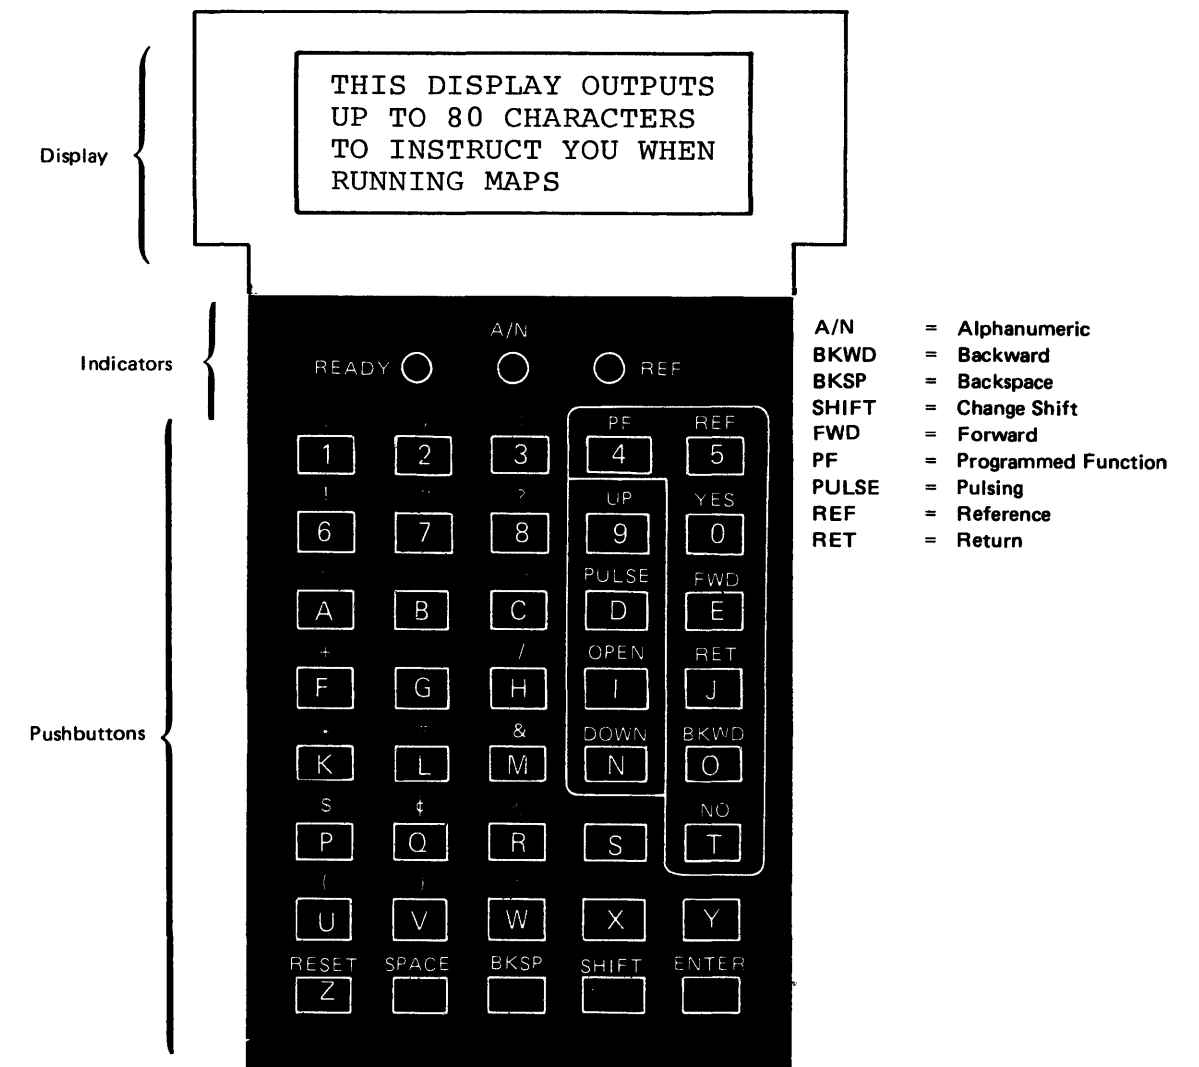 THIS DISPLAY OUTPUTS
UP TO 80 CHARACTERS
TO INSTRUCT YOU WHEN
RUNNING MAPS
Display
Indicators
Pushbuttons
A/N
READY REF
PF REF
1 2 3 4 5
! " ? UP YES
6 7 8 9 0
PULSE FWD
A B C D E
+ / OPEN RET
F G H I J
& DOWN BKWD
K L M N O
S ¢ NO
P Q R S T
( )
U V W X Y
RESET SPACE BKSP SHIFT ENTER
Z
A/N = Alphanumeric
BKWD = Backward
BKSP = Backspace
SHIFT = Change Shift
FWD = Forward
PF = Programmed Function
PULSE = Pulsing
REF = Reference
RET = Return